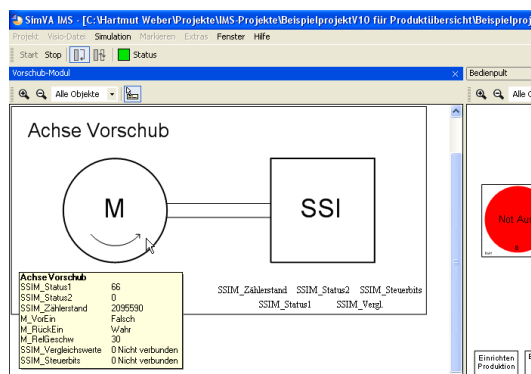 SimVA IMS - [C:\Hartmut Weber\Projekte\IMS-Projekte\BeispielprojektV10 für Produktübersicht\Beispielproj
Projekt Visio-Datei Simulation Markieren Extras Fenster Hilfe
Start Stop Status
Vorschub-Modul
Bedienpult
Alle Objekte
Alle O
Achse Vorschub
M
SSI
Not Au
Achse Vorschub
SSIM_Status1 66
SSIM_Status2 0
SSIM_Zählerstand 2095590
M_VorEin Falsch
M_RückEin Wahr
M_RelGeschw 30
SSIM_Vergleichswerte 0 Nicht verbunden
SSIM_Steuerbits 0 Nicht verbunden
SSIM_Zählerstand SSIM_Status2 SSIM_Steuerbits
SSIM_Status1 SSIM_Vergl.
Einrichten
Produktion